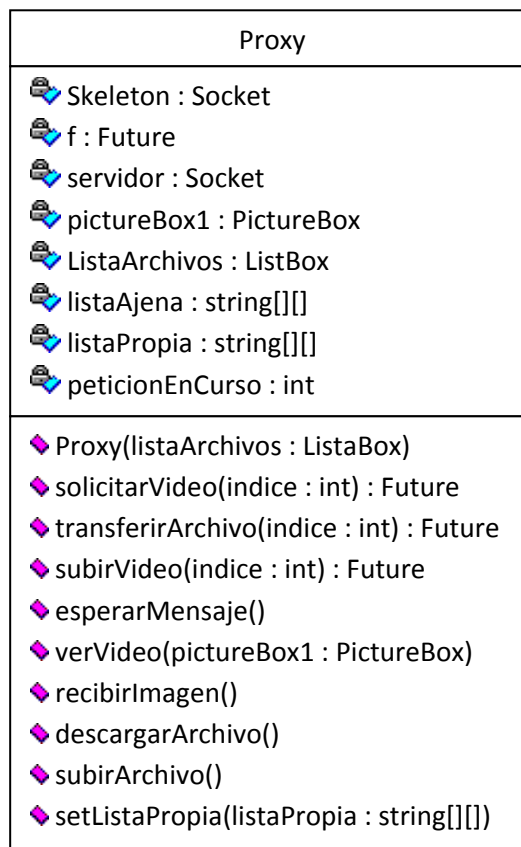 Proxy
Skeleton : Socket
f : Future
servidor : Socket
pictureBox1 : PictureBox
ListaArchivos : ListBox
listaAjena : string[][]
listaPropia : string[][]
peticionEnCurso : int
Proxy(listaArchivos : ListaBox)
solicitarVideo(indice : int) : Future
transferirArchivo(indice : int) : Future
subirVideo(indice : int) : Future
esperarMensaje()
verVideo(pictureBox1 : PictureBox)
recibirImagen()
descargarArchivo()
subirArchivo()
setListaPropia(listaPropia : string[][])